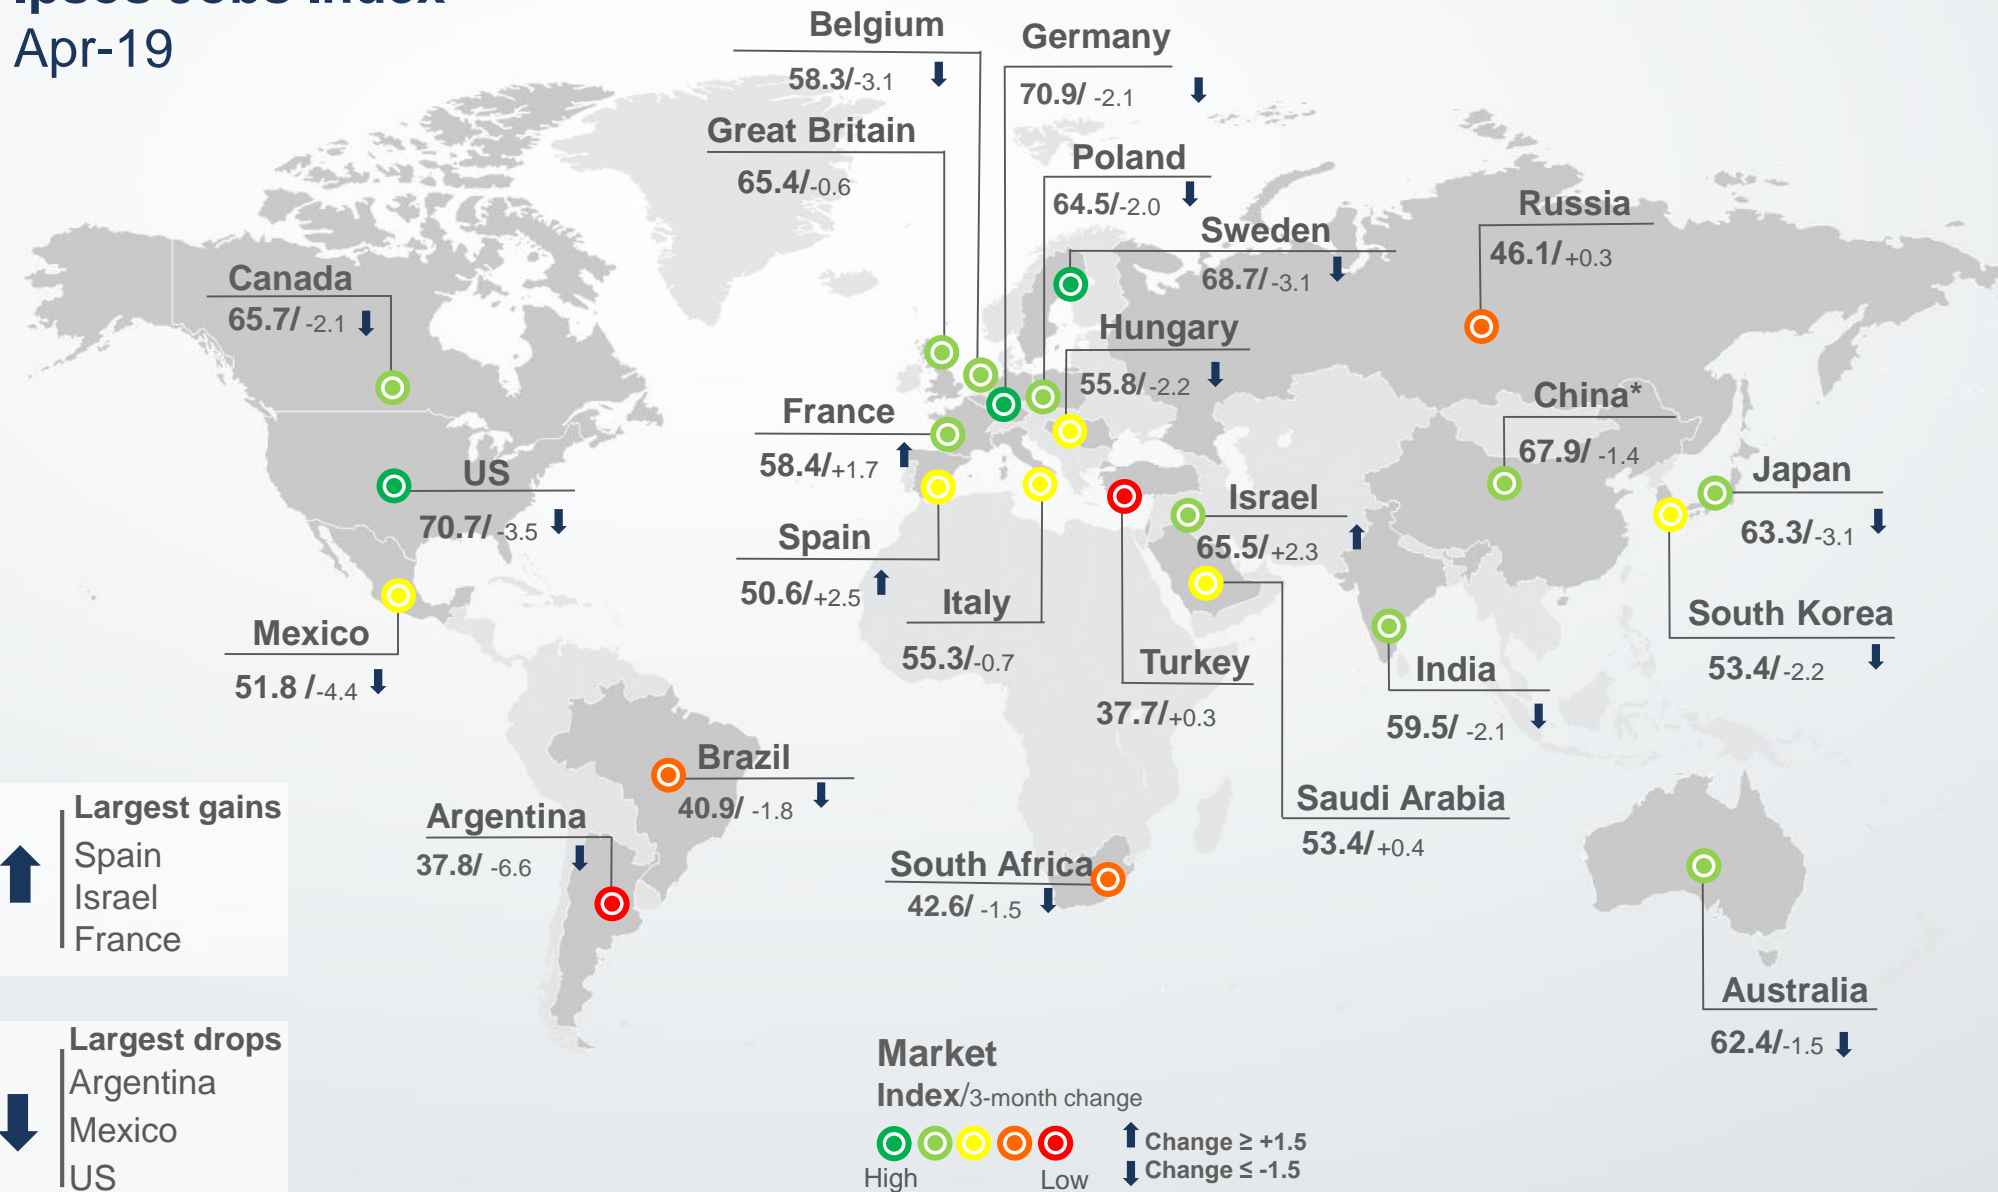 Ipsos Jobs Index
Apr-19
Belgium
58.3/-3.1
Germany
70.9/ -2.1
Great Britain
65.4/-0.6
Poland
64.5/-2.0
Sweden
68.7/-3.1
Russia
46.1/+0.3
Canada
65.7/ -2.1
Hungary
55.8/-2.2
France
58.4/+1.7
China*
67.9/ -1.4
US
70.7/-3.5
Japan
63.3/-3.1
Israel
65.5/+2.3
Spain
50.6/+2.5
Italy
55.3/-0.7
Mexico
51.8 /-4.4
Turkey
37.7/+0.3
India
59.5/ -2.1
South Korea
53.4/-2.2
Brazil
40.9/ -1.8
Argentina
37.8/ -6.6
Saudi Arabia
53.4/+0.4
South Africa
42.6/ -1.5
Australia
62.4/-1.5
Largest gains
Spain
Israel
France
Largest drops
Argentina
Mexico
US
Market
Index/3-month change
High
Low
Change ≥ +1.5
Change ≤ -1.5